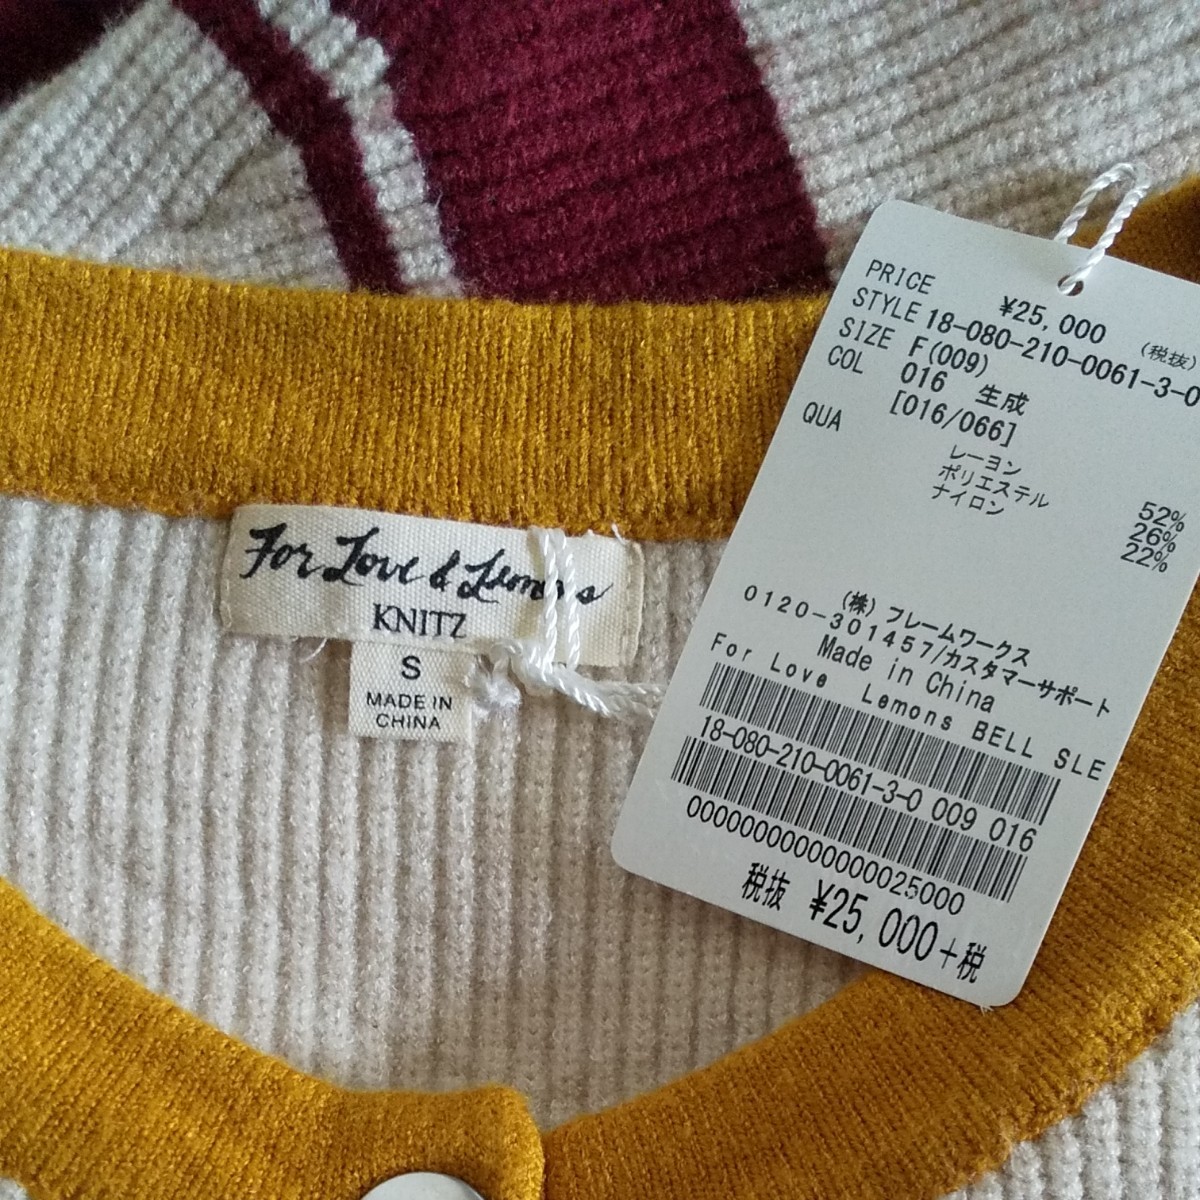 For Love & Lemons
KNITZ
S
MADE IN
CHINA
PRICE ¥25,000 (税抜)
STYLE 18-080-210-0061-3-0
SIZE F(009)
COL 016 生成
[016/066]
QUA
レーヨン 52%
ポリエステル 26%
ナイロン 22%
(株)フレームワークス
0120-301457/カスタマーサポート
Made in China
For Love Lemons BELL SLE
18-080-210-0061-3-0 009 016
0000000000000025000
税抜 ¥25,000+税